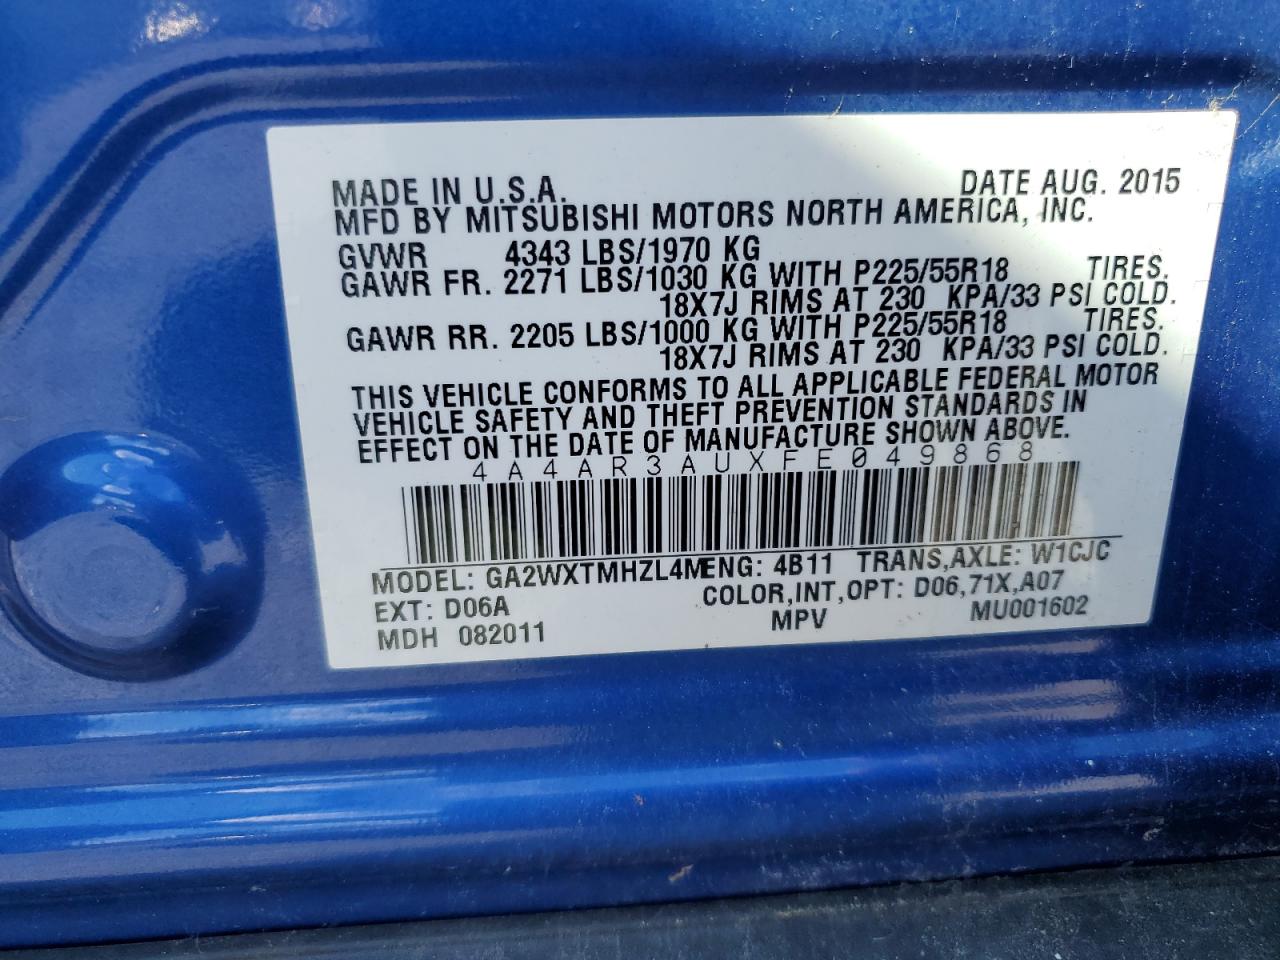 MADE IN U.S.A. DATE AUG. 2015
MFD BY MITSUBISHI MOTORS NORTH AMERICA, INC.
GVWR 4343 LBS/1970 KG
GAWR FR. 2271 LBS/1030 KG WITH P225/55R18 TIRES.
18X7J RIMS AT 230 KPA/33 PSI COLD.
GAWR RR. 2205 LBS/1000 KG WITH P225/55R18 TIRES.
18X7J RIMS AT 230 KPA/33 PSI COLD.
THIS VEHICLE CONFORMS TO ALL APPLICABLE FEDERAL MOTOR
VEHICLE SAFETY AND THEFT PREVENTION STANDARDS IN
EFFECT ON THE DATE OF MANUFACTURE SHOWN ABOVE.
4A4AR3AUXFE049868
MODEL: GA2WXTMHZL4M ENG: 4B11 TRANS,AXLE: W1CJC
EXT: D06A COLOR,INT,OPT: D06,71X,A07
MDH 082011 MPV MU001602